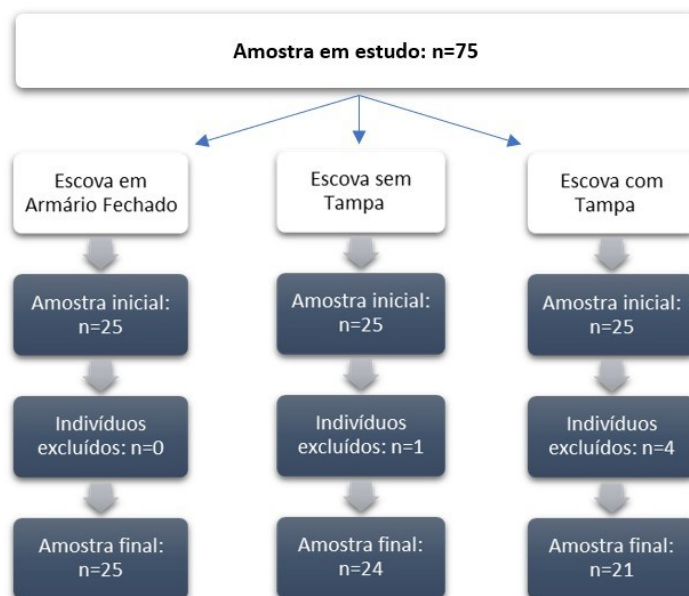 Amostra em estudo: n=75
Escova em
Armário Fechado
Escova sem
Tampa
Escova com
Tampa
Amostra inicial:
n=25
Amostra inicial:
n=25
Amostra inicial:
n=25
Indivíduos
excluídos: n=0
Indivíduos
excluídos: n=1
Indivíduos
excluídos: n=4
Amostra final:
n=25
Amostra final:
n=24
Amostra final:
n=21